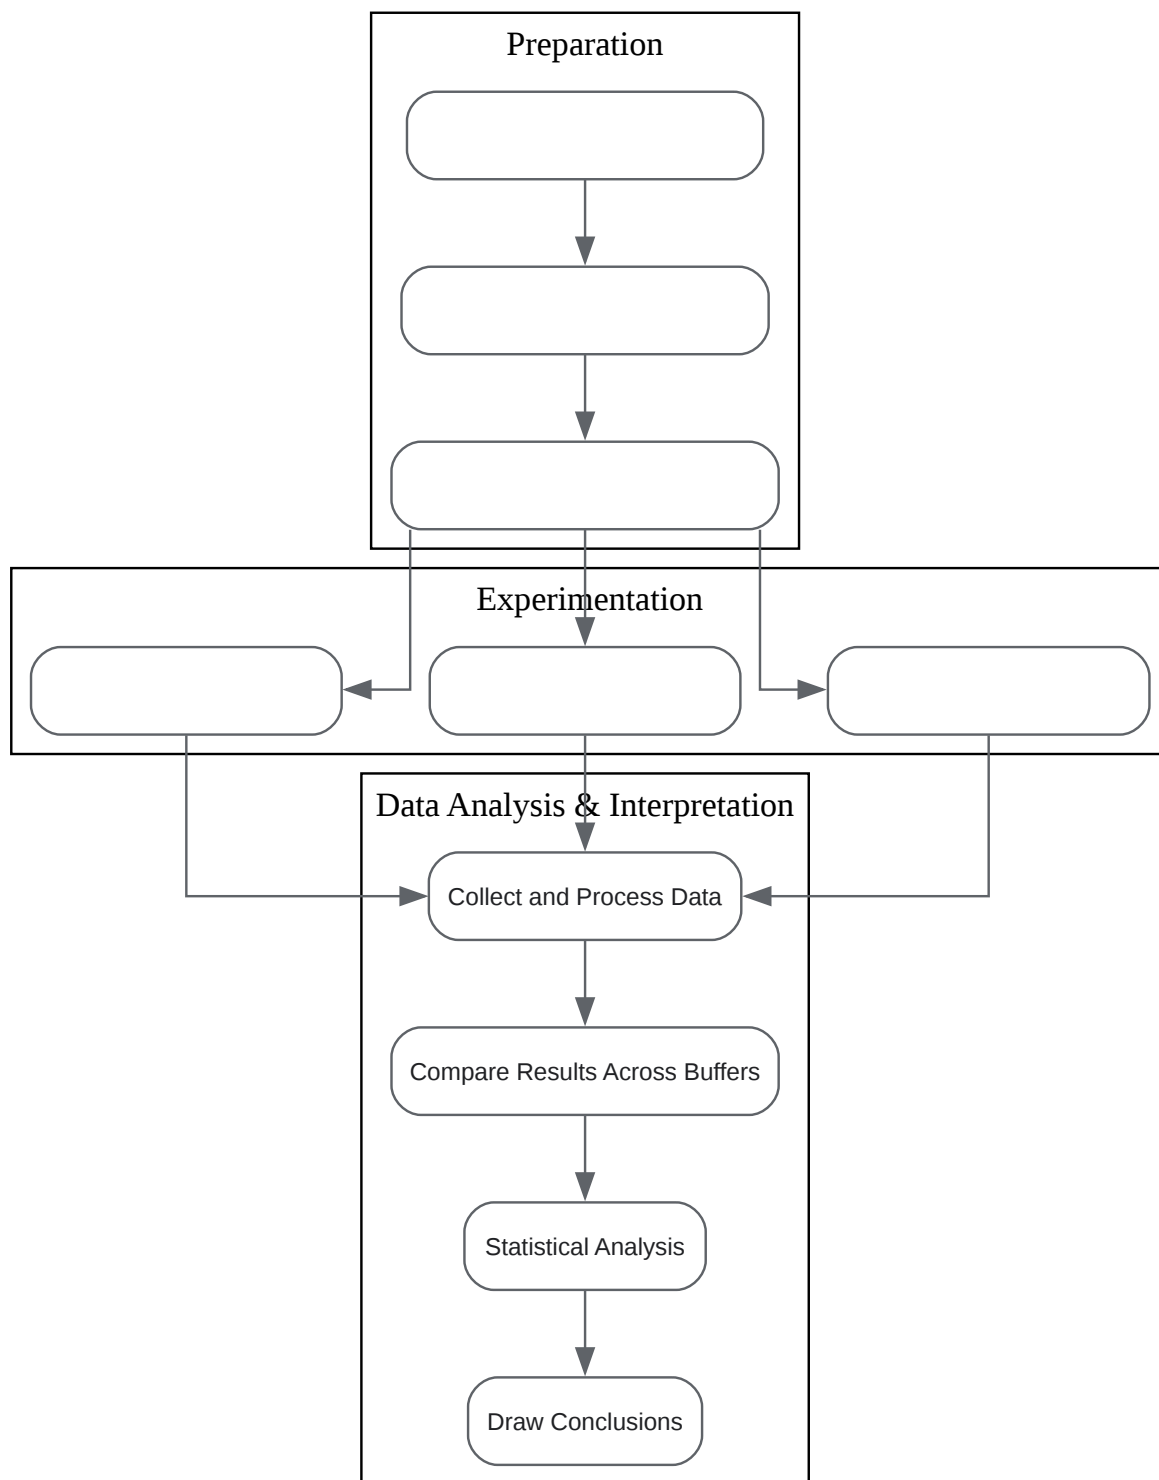 Preparation
Experimentation
Data Analysis & Interpretation
Collect and Process Data
Compare Results Across Buffers
Statistical Analysis
Draw Conclusions